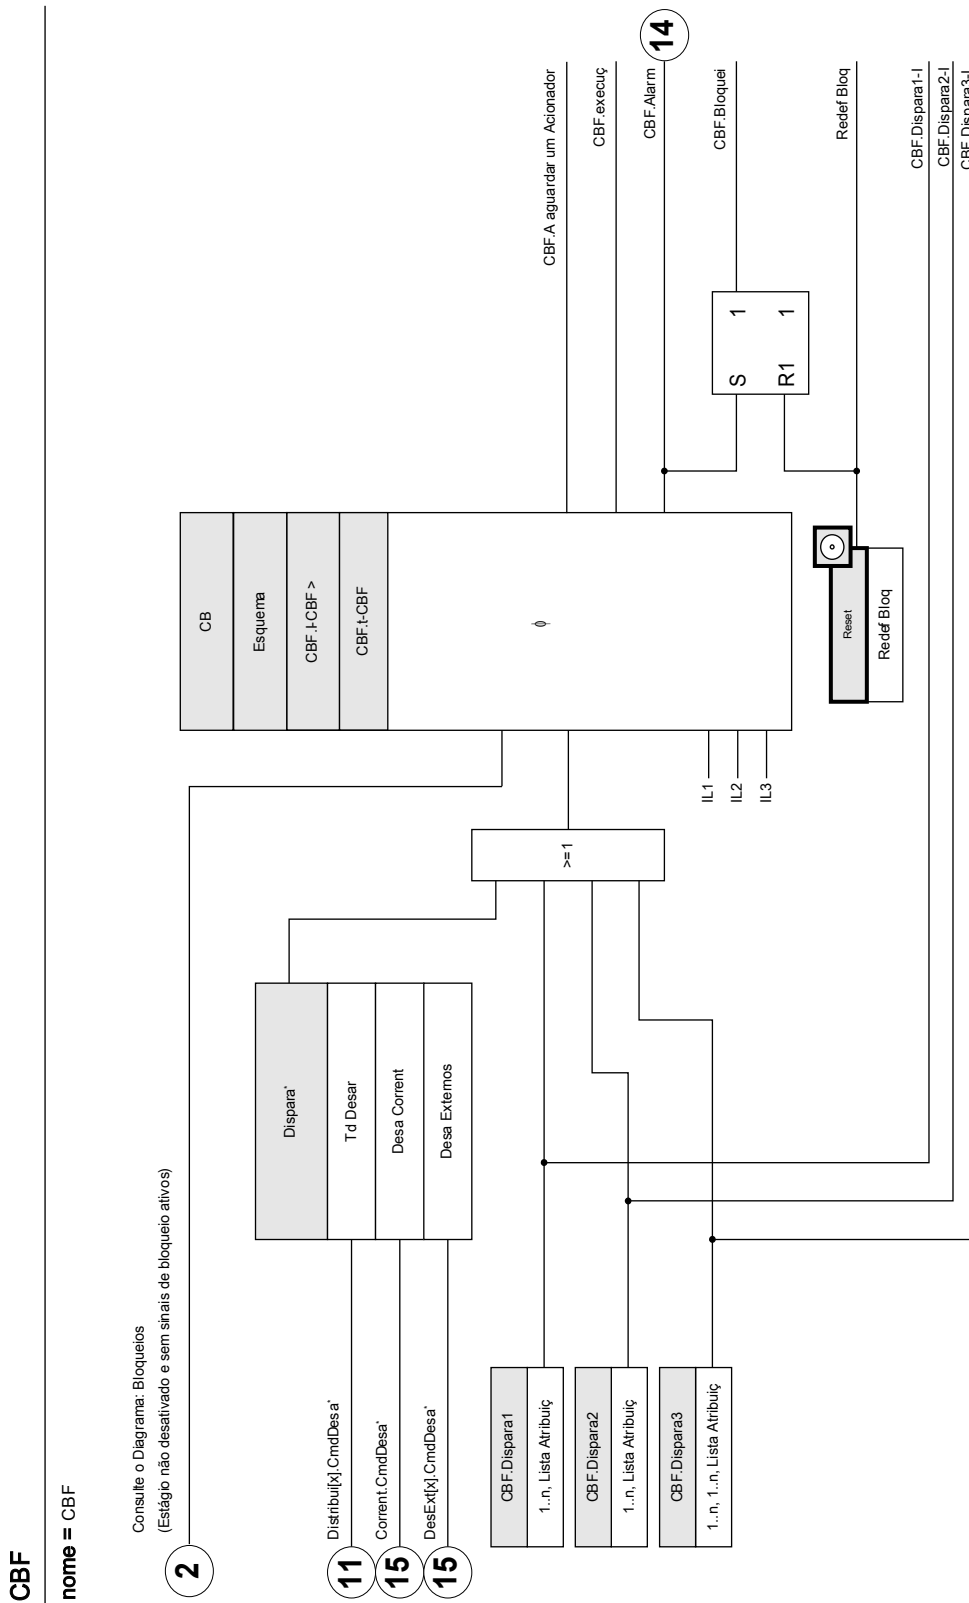 CBF
nome = CBF
Consulte o Diagrama: Bloqueios
(Estágio não desativado e sem sinais de bloqueio ativos)
2
Distribui[x].CmdDesa*
11
Corrent.CmdDesa*
15
DesExt[x].CmdDesa*
15
Dispara*
Td Desar
Desa Corrent
Desa Externos
CBF.Dispara1
1..n, Lista Atribuiç
CBF.Dispara2
1..n, Lista Atribuiç
CBF.Dispara3
1..n, 1..n, Lista Atribuiç
>=1
IL1
IL2
IL3
CB
Esquema
CBF.I-CBF >
CBF.t-CBF
ϕ
CBF.A aguardar um Acionador
CBF.execuç
CBF.Alarm
14
S 1
R1 1
CBF.Bloquei
Reset
Redef Bloq
Redef Bloq
CBF.Dispara1-I
CBF.Dispara2-I
CBF.Dispara3-I